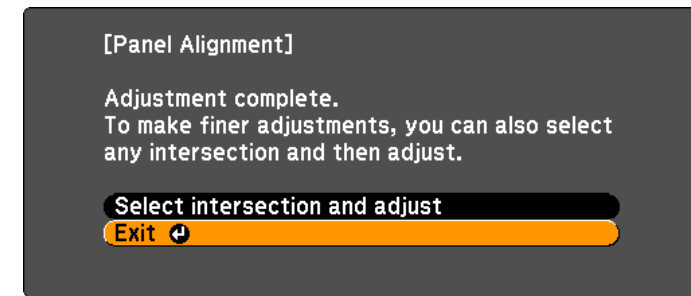 [Panel Alignment]
Adjustment complete.
To make finer adjustments, you can also select
any intersection and then adjust.
Select intersection and adjust
Exit